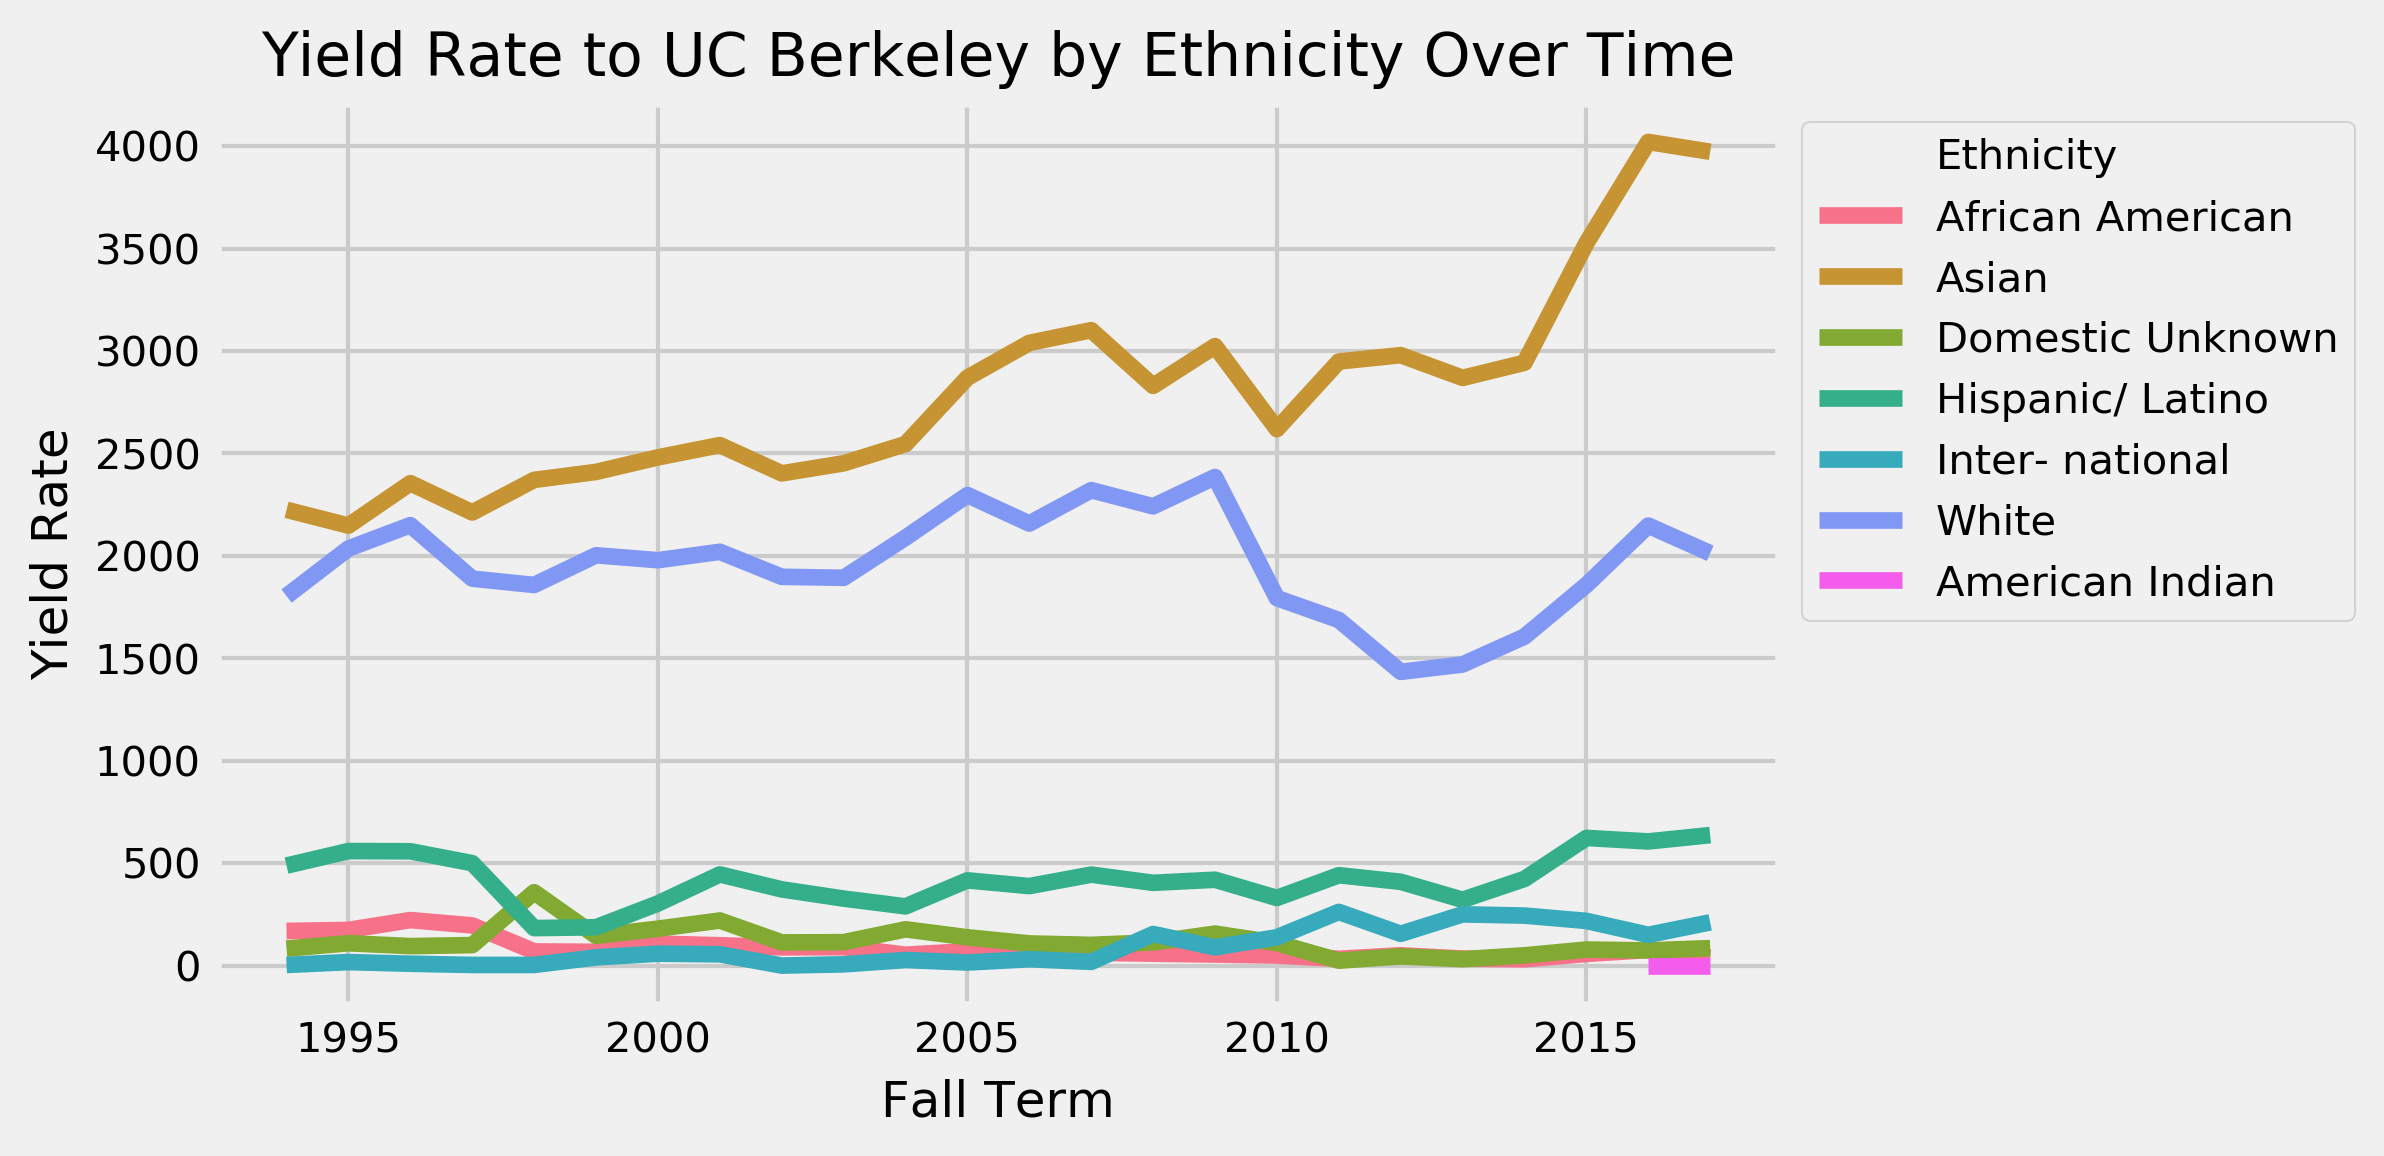 Yield Rate to UC Berkeley by Ethnicity Over Time
Yield Rate
4000
3500
3000
2500
2000
1500
1000
500
0
1995
2000
2005
2010
2015
Fall Term
Ethnicity
African American
Asian
Domestic Unknown
Hispanic/ Latino
Inter- national
White
American Indian